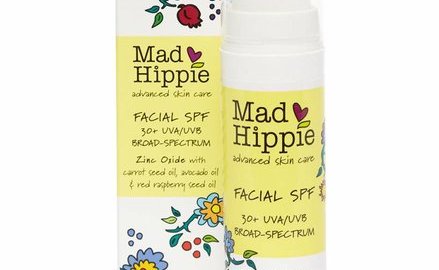 Mad
Hippie
advanced skin care
FACIAL SPF
30+ UVA/UVB
BROAD-SPECTRUM
Zinc Oxide with
carrot seed oil, avocado oil
& red raspberry seed oil
Mad
Hippie
advanced skin care
FACIAL SPF
30+ UVA/UVB
BROAD-SPECTRUM